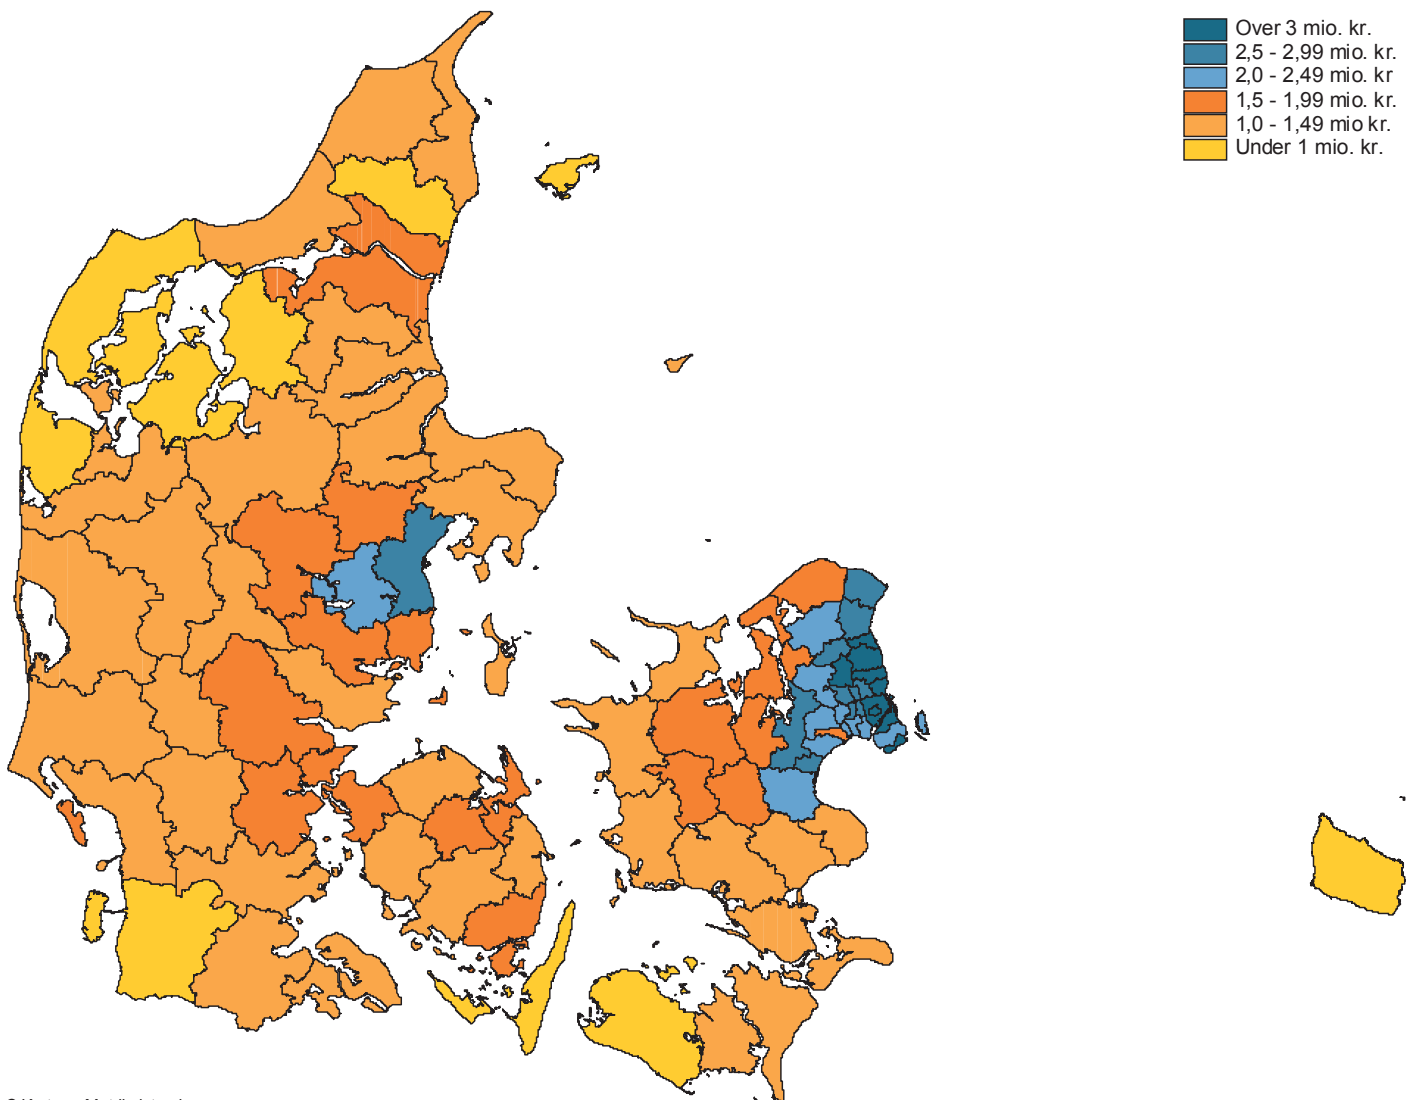 Over 3 mio. kr.
2,5 - 2,99 mio. kr.
2,0 - 2,49 mio. kr
1,5 - 1,99 mio. kr.
1,0 - 1,49 mio kr.
Under 1 mio. kr.